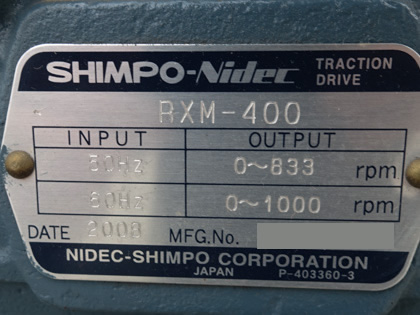 SHIMPO-Nidec TRACTION DRIVE
RXM-400
INPUT OUTPUT
50Hz 0~833 rpm
60Hz 0~1000 rpm
DATE 2008 MFG.No.
NIDEC-SHIMPO CORPORATION
JAPAN P-403360-3